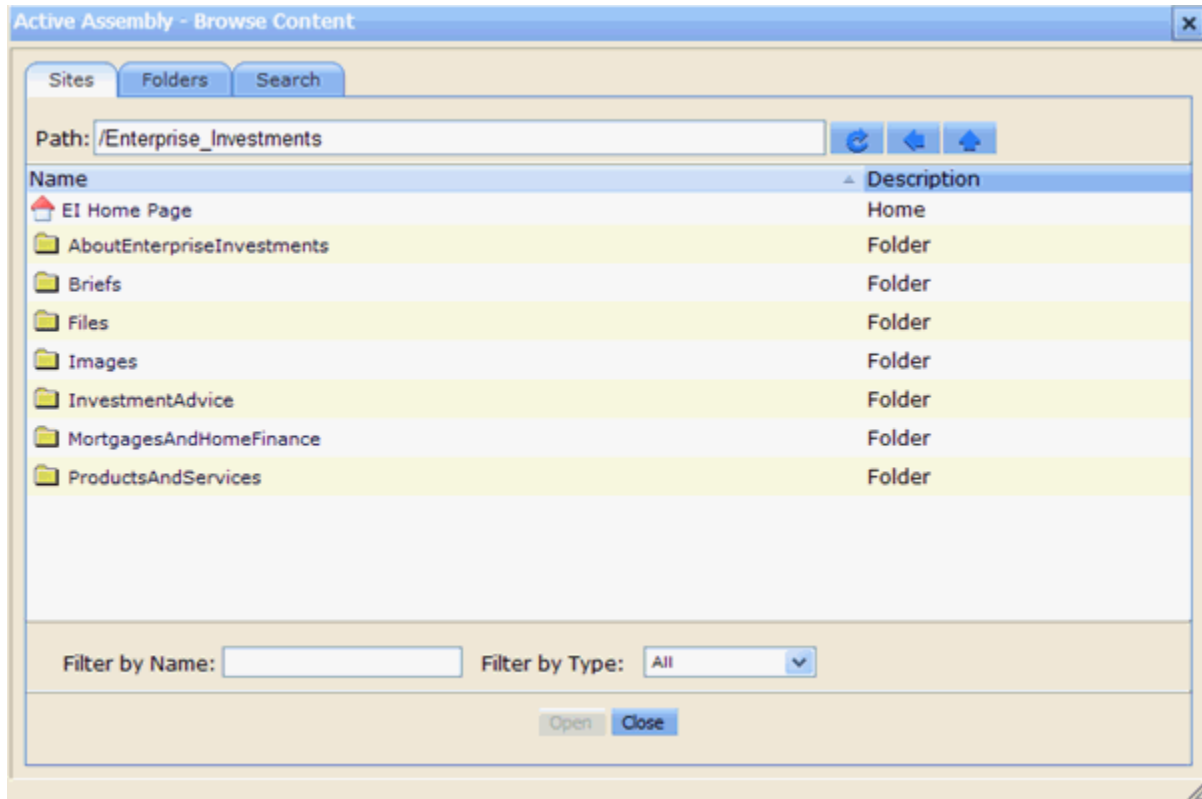 Active Assembly - Browse Content
Sites Folders Search
Path: /Enterprise_Investments
Name Description
EI Home Page Home
AboutEnterpriseInvestments Folder
Briefs Folder
Files Folder
Images Folder
InvestmentAdvice Folder
MortgagesAndHomeFinance Folder
ProductsAndServices Folder
Filter by Name: Filter by Type: All
Open Close